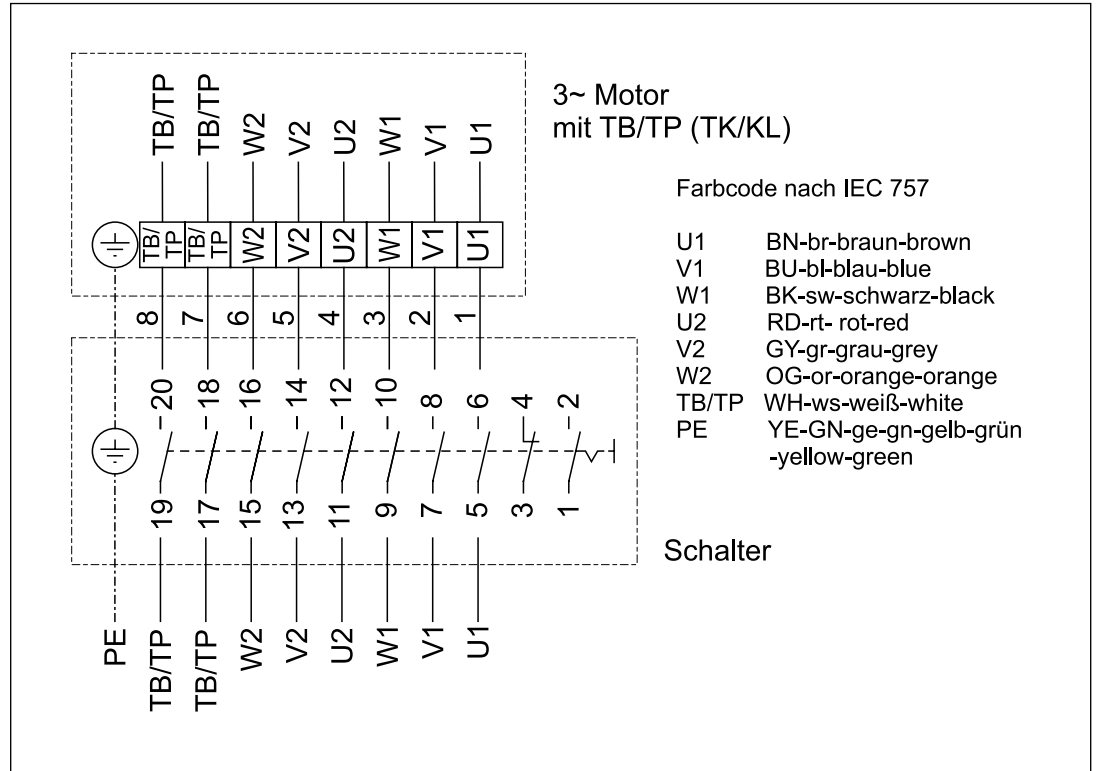 TB/TP TB/TP W2 V2 U2 W1 V1 U1
3~ Motor
mit TB/TP (TK/KL)
Farbcode nach IEC 757
TB/
TP TB/
TP W2 V2 U2 W1 V1 U1
U1 BN-br-braun-brown
V1 BU-bl-blau-blue
W1 BK-sw-schwarz-black
U2 RD-rt- rot-red
V2 GY-gr-grau-grey
W2 OG-or-orange-orange
TB/TP WH-ws-weiß-white
PE YE-GN-ge-gn-gelb-grün
-yellow-green
8 7 6 5 4 3 2 1
20 18 16 14 12 10 8 6 4 2
19 17 15 13 11 9 7 5 3 1
Schalter
PE TB/TP TB/TP W2 V2 U2 W1 V1 U1